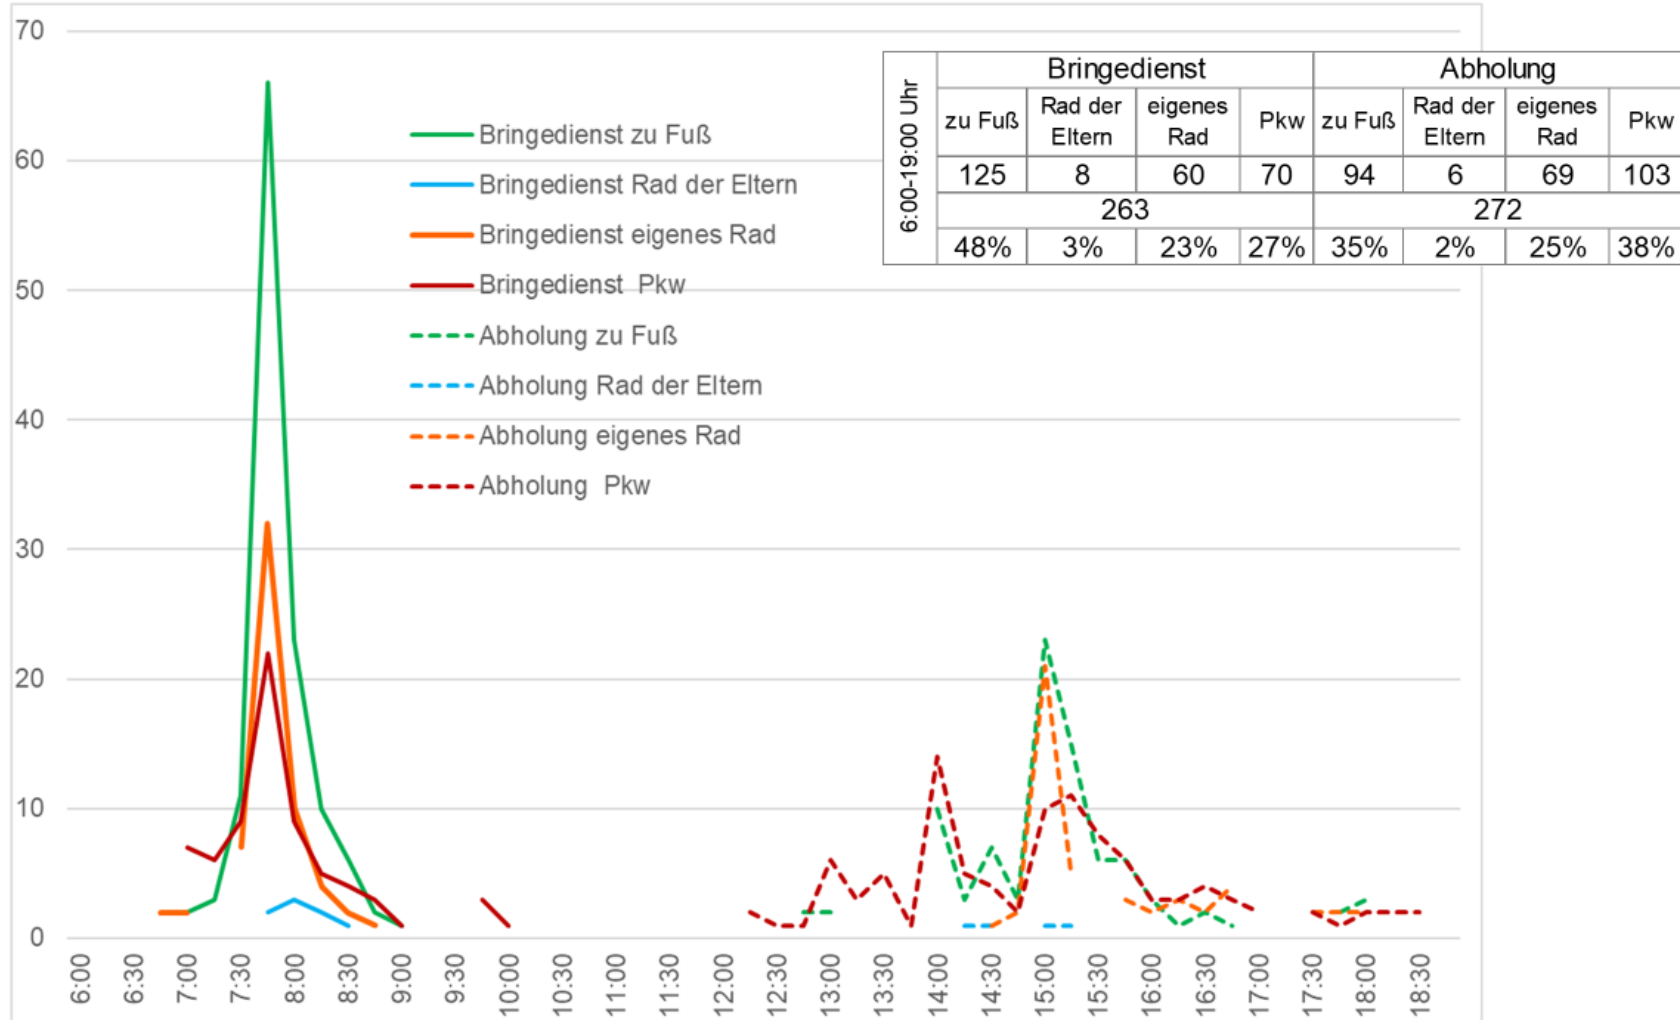 70
60
50
40
30
20
10
0
Bringedienst zu Fuß
Bringedienst Rad der Eltern
Bringedienst eigenes Rad
Bringedienst Pkw
Abholung zu Fuß
Abholung Rad der Eltern
Abholung eigenes Rad
Abholung Pkw
6:00-19:00 Uhr
Bringedienst Abholung
zu Fuß Rad der Eltern eigenes Rad Pkw zu Fuß Rad der Eltern eigenes Rad Pkw
125 8 60 70 94 6 69 103
263 272
48% 3% 23% 27% 35% 2% 25% 38%
6:00 6:30 7:00 7:30 8:00 8:30 9:00 9:30 10:00 10:30 11:00 11:30 12:00 12:30 13:00 13:30 14:00 14:30 15:00 15:30 16:00 16:30 17:00 17:30 18:00 18:30